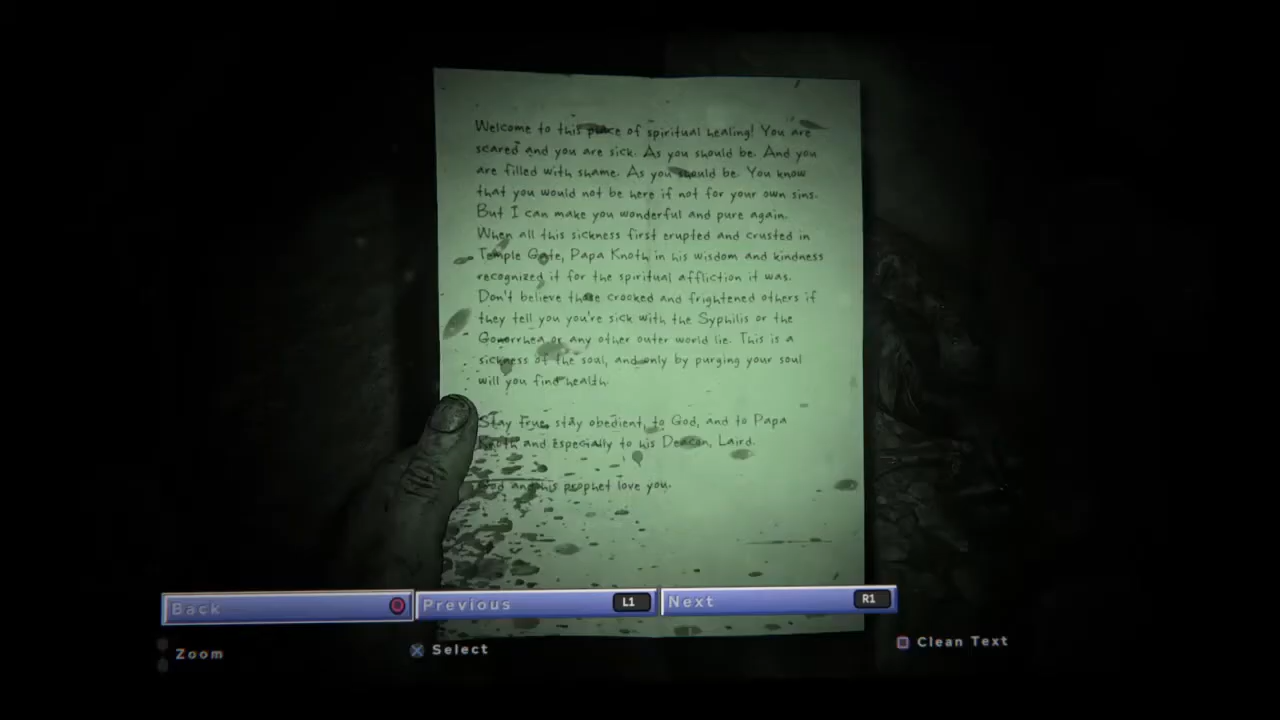 Welcome to this place of spiritual healing! You are
scared and you are sick. As you should be. And you
are filled with shame. As you should be. You know
that you would not be here if not for your own sins.
But I can make you wonderful and pure again.
When all this sickness first erupted and crusted in
Temple Gate, Papa Knoth in his wisdom and kindness
recognized it for the spiritual affliction it was.
Don't believe those crooked and frightened others if
they tell you you're sick with the Syphilis or the
Gonorrhea or any other outer world lie. This is a
sickness of the soul, and only by purging your soul
will you find health.
Stay true, stay obedient, to God, and to Papa
Knoth and especially to his Deacon, Laird.
God and his prophet love you.
Back Previous L1 Next R1
Zoom Select Clean Text